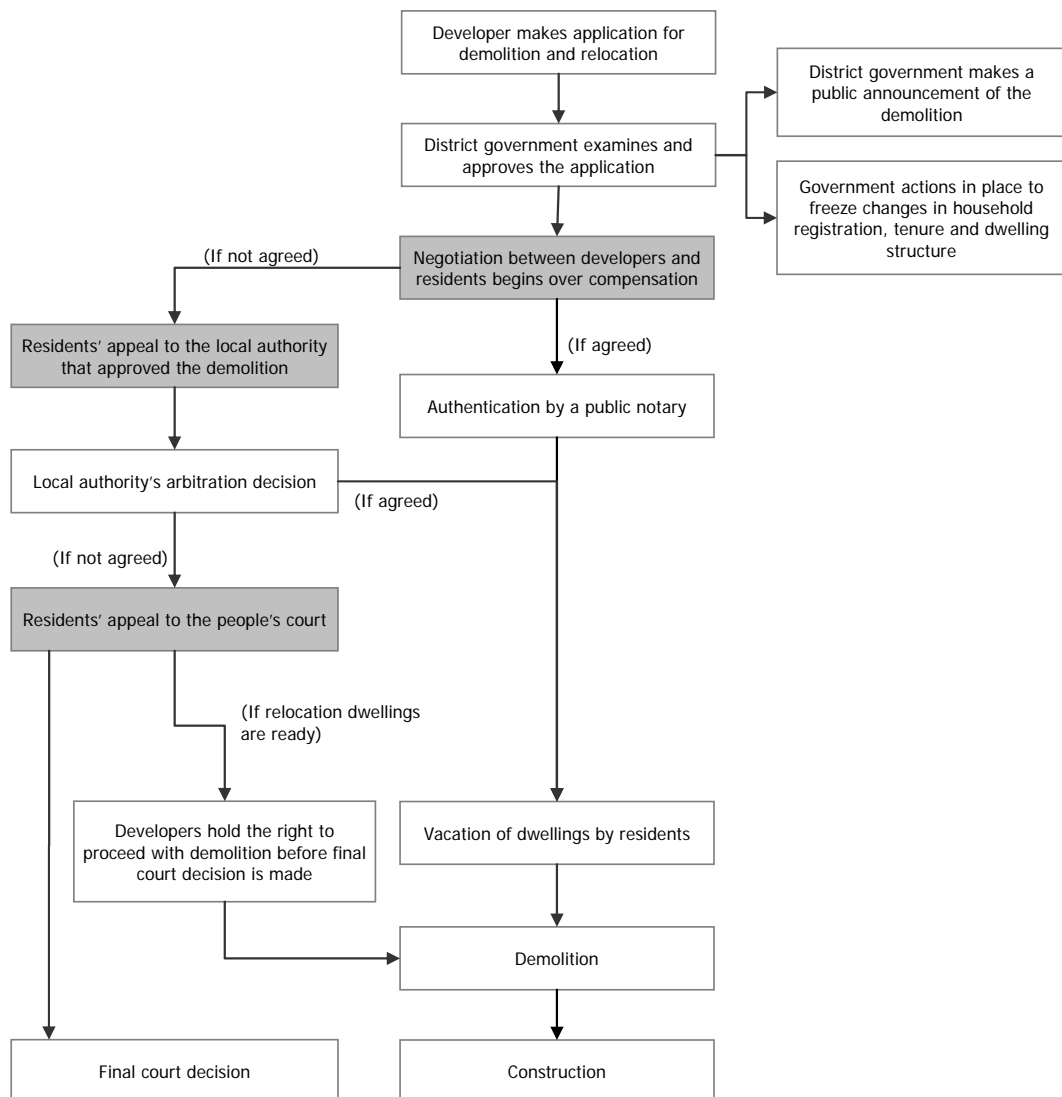 Developer makes application for
demolition and relocation
District government makes a
public announcement of the
demolition
District government examines and
approves the application
Government actions in place to
freeze changes in household
registration, tenure and dwelling
structure
(If not agreed)
Negotiation between developers and
residents begins over compensation
Residents’ appeal to the local authority
that approved the demolition
(If agreed)
Authentication by a public notary
Local authority’s arbitration decision
(If agreed)
(If not agreed)
Residents’ appeal to the people’s court
(If relocation dwellings
are ready)
Developers hold the right to
proceed with demolition before final
court decision is made
Vacation of dwellings by residents
Demolition
Final court decision
Construction